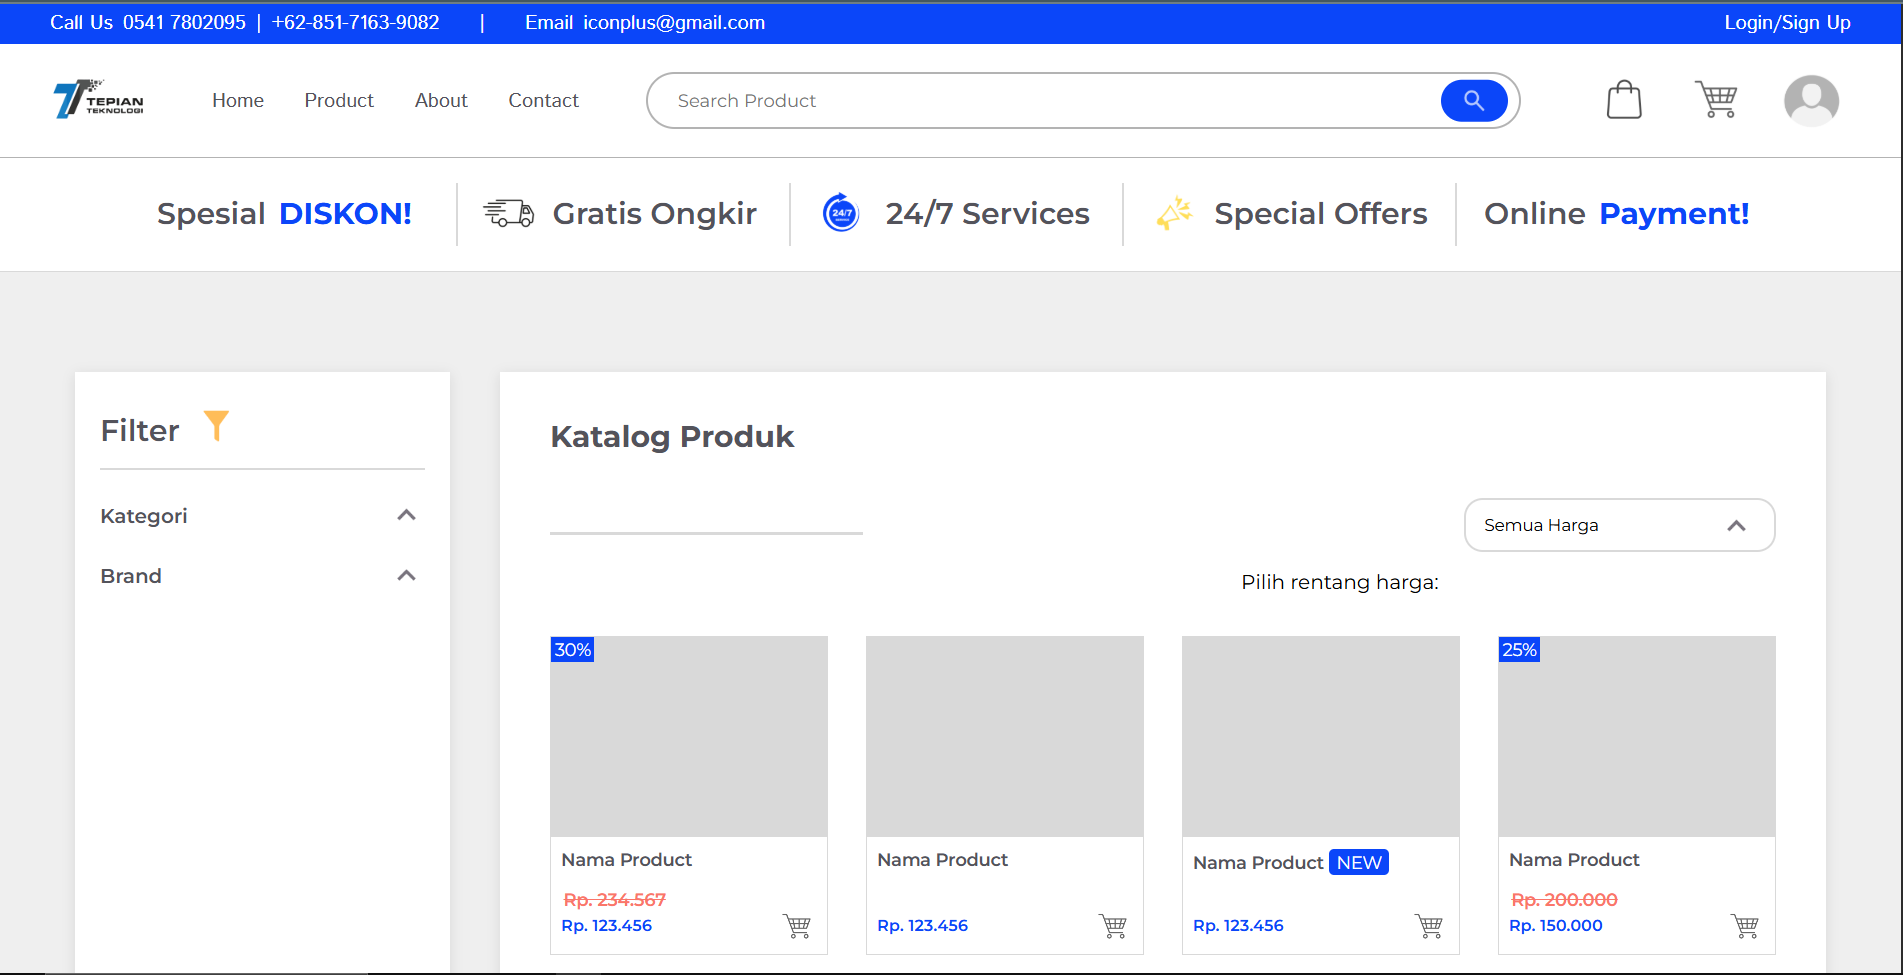 Call Us 0541 7802095 | +62-851-7163-9082 | Email iconplus@gmail.com Login/Sign Up
TEPIAN
TEKNOLOGI
Home Product About Contact Search Product
Spesial DISKON! Gratis Ongkir 24/7 24/7 Services Special Offers Online Payment!
Filter
Kategori
Brand
Katalog Produk
Semua Harga
Pilih rentang harga:
30% 25%
Nama Product Nama Product Nama Product NEW Nama Product
Rp. 234.567 Rp. 200.000
Rp. 123.456 Rp. 123.456 Rp. 123.456 Rp. 150.000